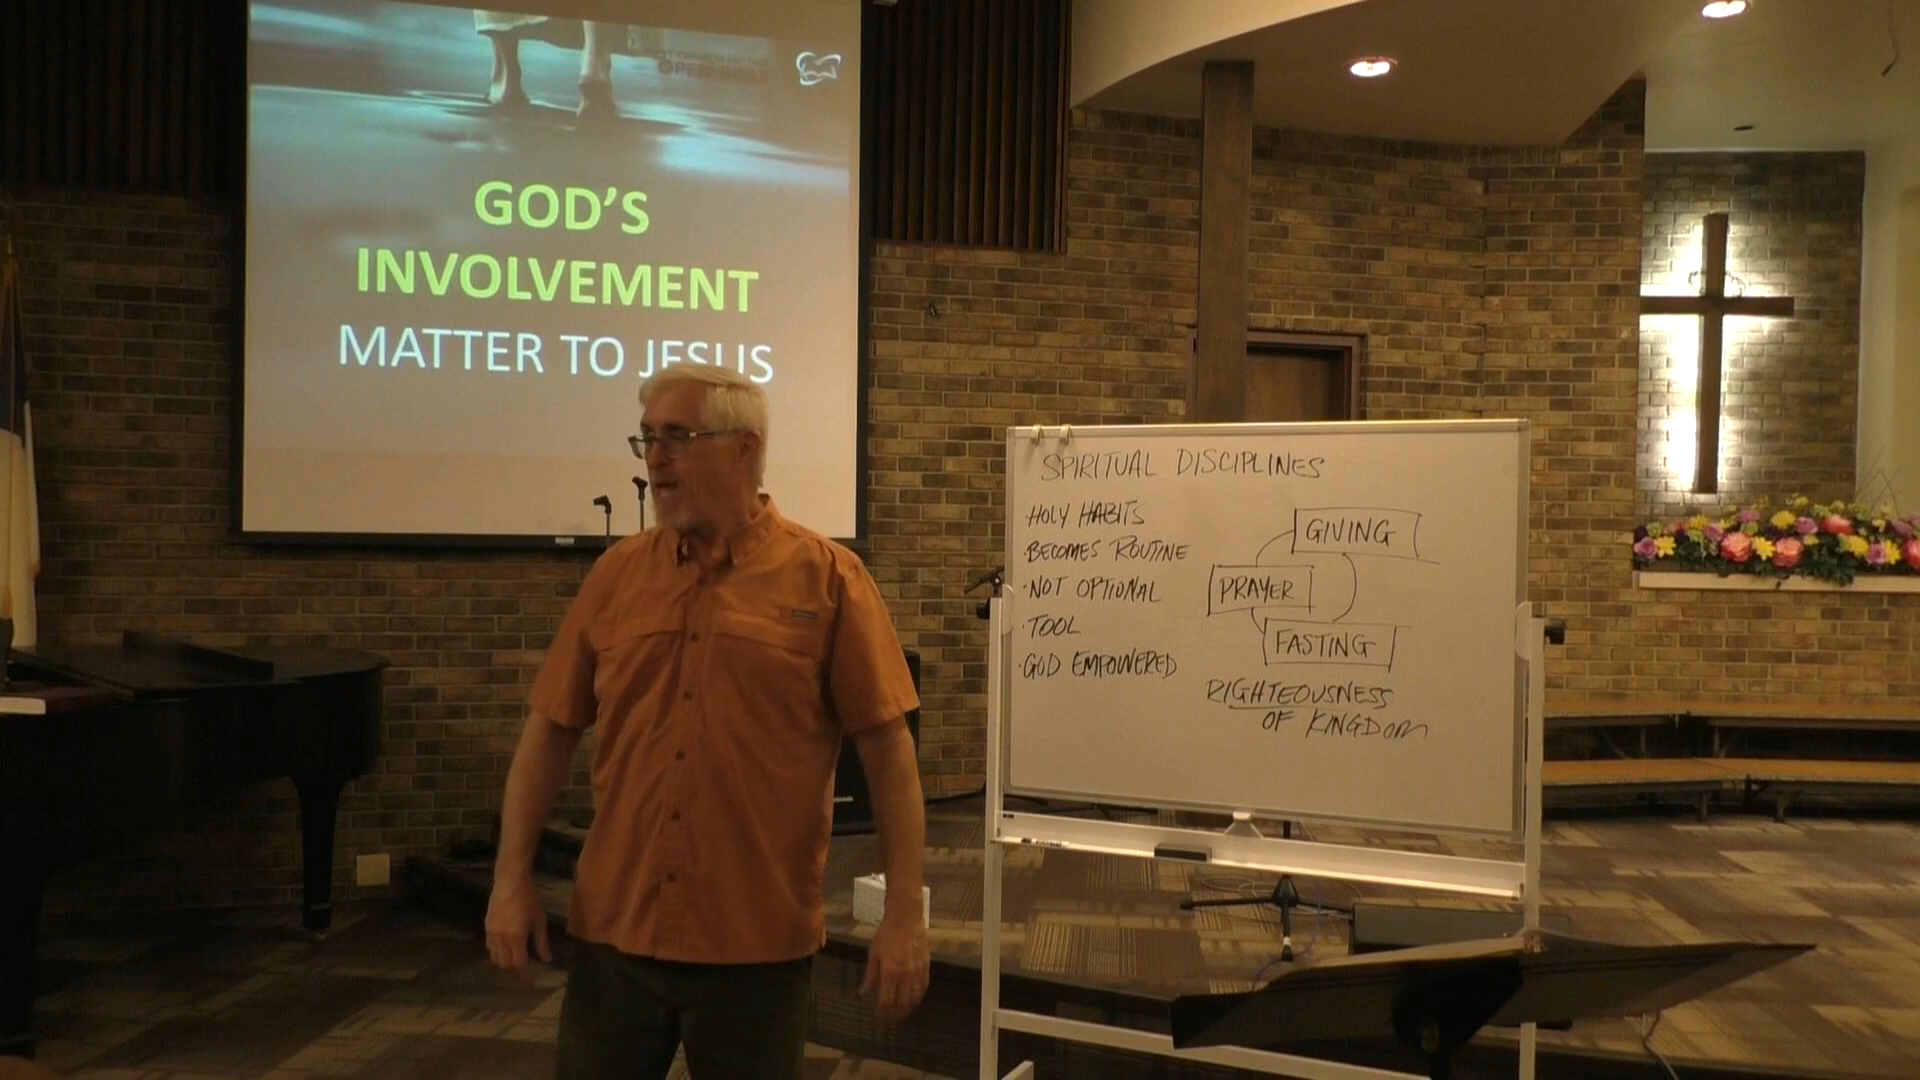 GOD'S
INVOLVEMENT
MATTER TO JESUS
SPIRITUAL DISCIPLINES
·HOLY HABITS
·BECOMES ROUTINE
·NOT OPTIONAL
·TOOL
·GOD EMPOWERED
GIVING
PRAYER
FASTING
RIGHTEOUSNESS
OF KINGDOM